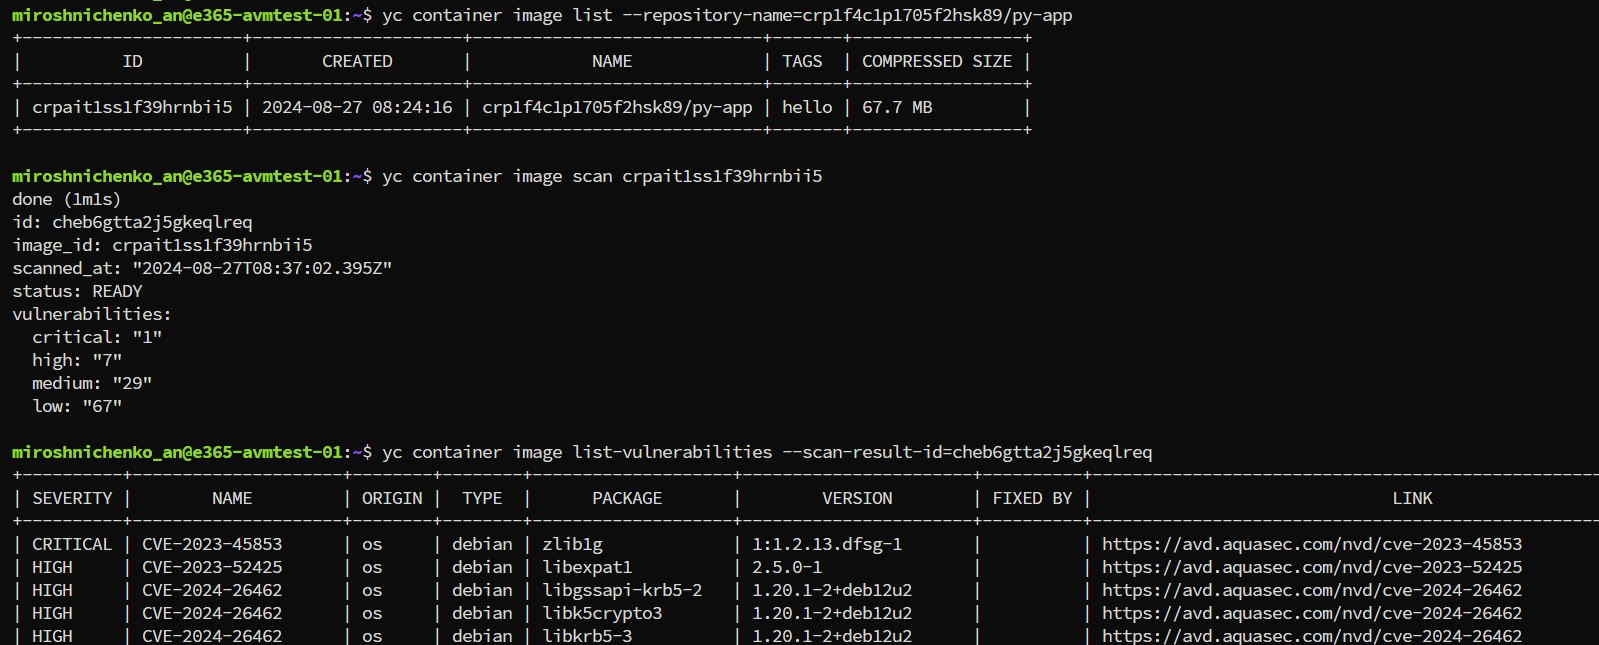 miroshnichenko_an@e365-avmtest-01:~$ yc container image list --repository-name=crp1f4c1p1705f2hsk89/py-app
+----------------------+---------------------+-----------------------------+-------+-----------------+
| ID | CREATED | NAME | TAGS | COMPRESSED SIZE |
+----------------------+---------------------+-----------------------------+-------+-----------------+
| crpait1ss1f39hrnbii5 | 2024-08-27 08:24:16 | crp1f4c1p1705f2hsk89/py-app | hello | 67.7 MB |
+----------------------+---------------------+-----------------------------+-------+-----------------+
miroshnichenko_an@e365-avmtest-01:~$ yc container image scan crpait1ss1f39hrnbii5
done (1m1s)
id: cheb6gtta2j5gkeqlreq
image_id: crpait1ss1f39hrnbii5
scanned_at: "2024-08-27T08:37:02.395Z"
status: READY
vulnerabilities:
critical: "1"
high: "7"
medium: "29"
low: "67"
miroshnichenko_an@e365-avmtest-01:~$ yc container image list-vulnerabilities --scan-result-id=cheb6gtta2j5gkeqlreq
| SEVERITY | NAME | ORIGIN | TYPE | PACKAGE | VERSION | FIXED BY | LINK
| CRITICAL | CVE-2023-45853 | os | debian | zlib1g | 1:1.2.13.dfsg-1 | | https://avd.aquasec.com/nvd/cve-2023-45853
| HIGH | CVE-2023-52425 | os | debian | libexpat1 | 2.5.0-1 | | https://avd.aquasec.com/nvd/cve-2023-52425
| HIGH | CVE-2024-26462 | os | debian | libgssapi-krb5-2 | 1.20.1-2+deb12u2 | | https://avd.aquasec.com/nvd/cve-2024-26462
| HIGH | CVE-2024-26462 | os | debian | libk5crypto3 | 1.20.1-2+deb12u2 | | https://avd.aquasec.com/nvd/cve-2024-26462
| HIGH | CVE-2024-26462 | os | debian | libkrb5-3 | 1.20.1-2+deb12u2 | | https://avd.aquasec.com/nvd/cve-2024-26462